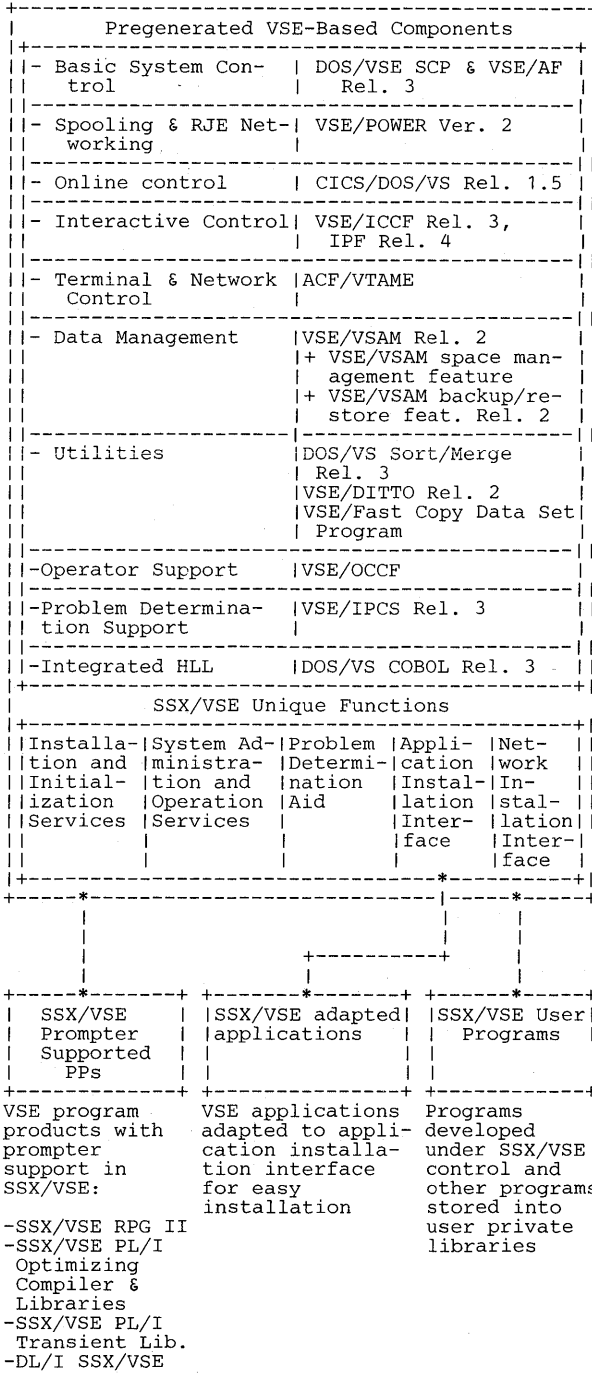 Pregenerated VSE-Based Components
- Basic System Con- | DOS/VSE SCP & VSE/AF
trol | Rel. 3
- Spooling & RJE Net- | VSE/POWER Ver. 2
working
- Online control | CICS/DOS/VS Rel. 1.5
- Interactive Control | VSE/ICCF Rel. 3,
IPF Rel. 4
- Terminal & Network | ACF/VTAME
Control
- Data Management | VSE/VSAM Rel. 2
+ VSE/VSAM space man-
agement feature
+ VSE/VSAM backup/re-
store feat. Rel. 2
- Utilities | DOS/VS Sort/Merge
Rel. 3
VSE/DITTO Rel. 2
VSE/Fast Copy Data Set
Program
-Operator Support | VSE/OCCF
-Problem Determina- | VSE/IPCS Rel. 3
tion Support
-Integrated HLL | DOS/VS COBOL Rel. 3
SSX/VSE Unique Functions
Installa- | System Ad- | Problem | Appli- | Net-
tion and | ministra- | Determi- | cation | work
Initial- | tion and | nation | Instal- | In-
ization | Operation | Aid | lation | stal-
Services | Services | | Inter- | lation
face | Inter-
face
SSX/VSE
Prompter
Supported
PPs
SSX/VSE adapted
applications
SSX/VSE User
Programs
VSE program
products with
prompter
support in
SSX/VSE:
-SSX/VSE RPG II
-SSX/VSE PL/I
Optimizing
Compiler &
Libraries
-SSX/VSE PL/I
Transient Lib.
-DL/I SSX/VSE
VSE applications
adapted to appli-
cation installa-
tion interface
for easy
installation
Programs
developed
under SSX/VSE
control and
other programs
stored into
user private
libraries